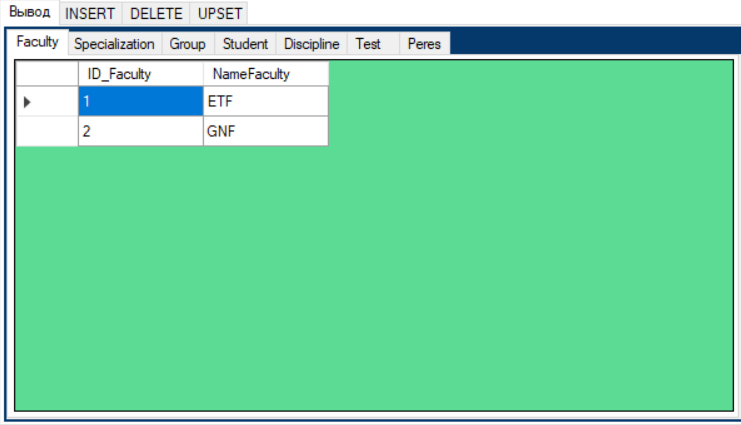 Вывод INSERT DELETE UPSET
Faculty Specialization Group Student Discipline Test Peres
ID_Faculty NameFaculty
1 ETF
2 GNF